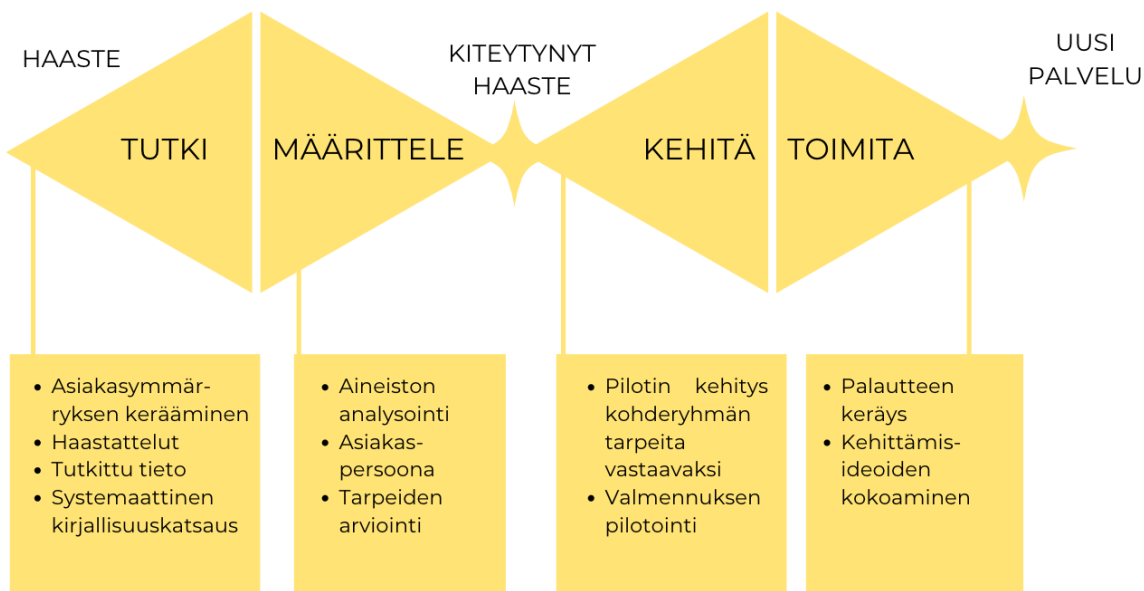 HAASTE
KITEYTYNYT
HAASTE
UUSI
PALVELU
TUTKI
MÄÄRITTELE
KEHITÄ
TOIMITA
• Asiakasymmär-
ryksen kerääminen
• Haastattelut
• Tutkittu tieto
• Systemaattinen
kirjallisuuskatsaus
• Aineiston
analysointi
• Asiakas-
persoona
• Tarpeiden
arviointi
• Pilotin kehitys
kohderyhmän
tarpeita
vastaavaksi
• Valmennuksen
pilotointi
• Palautteen
keräys
• Kehittämis-
ideoiden
kokoaminen